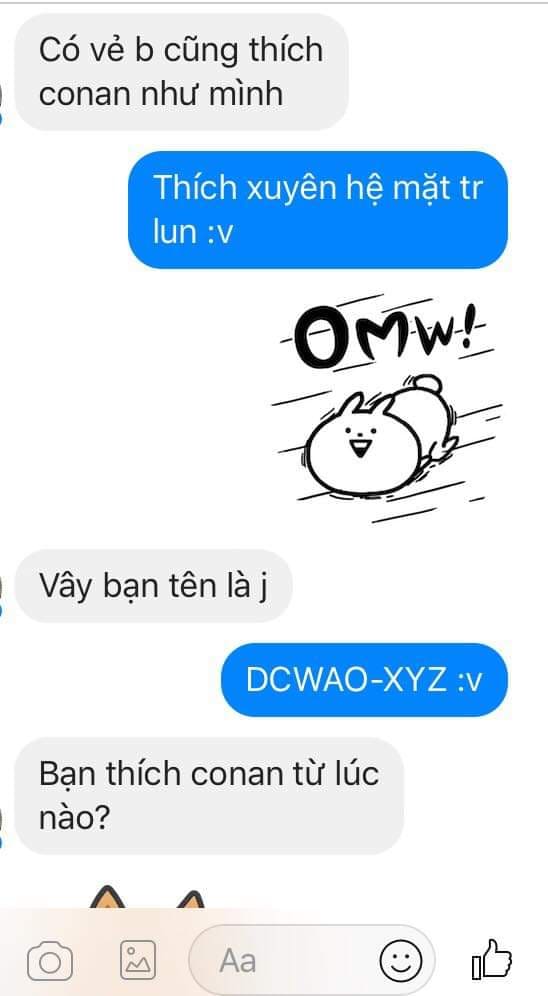 Có vẻ b cũng thích
conan như mình
Thích xuyên hệ mặt tr
lun :v
OMW!
Vây bạn tên là j
DCWAO-XYZ :v
Bạn thích conan từ lúc
nào?
Aa